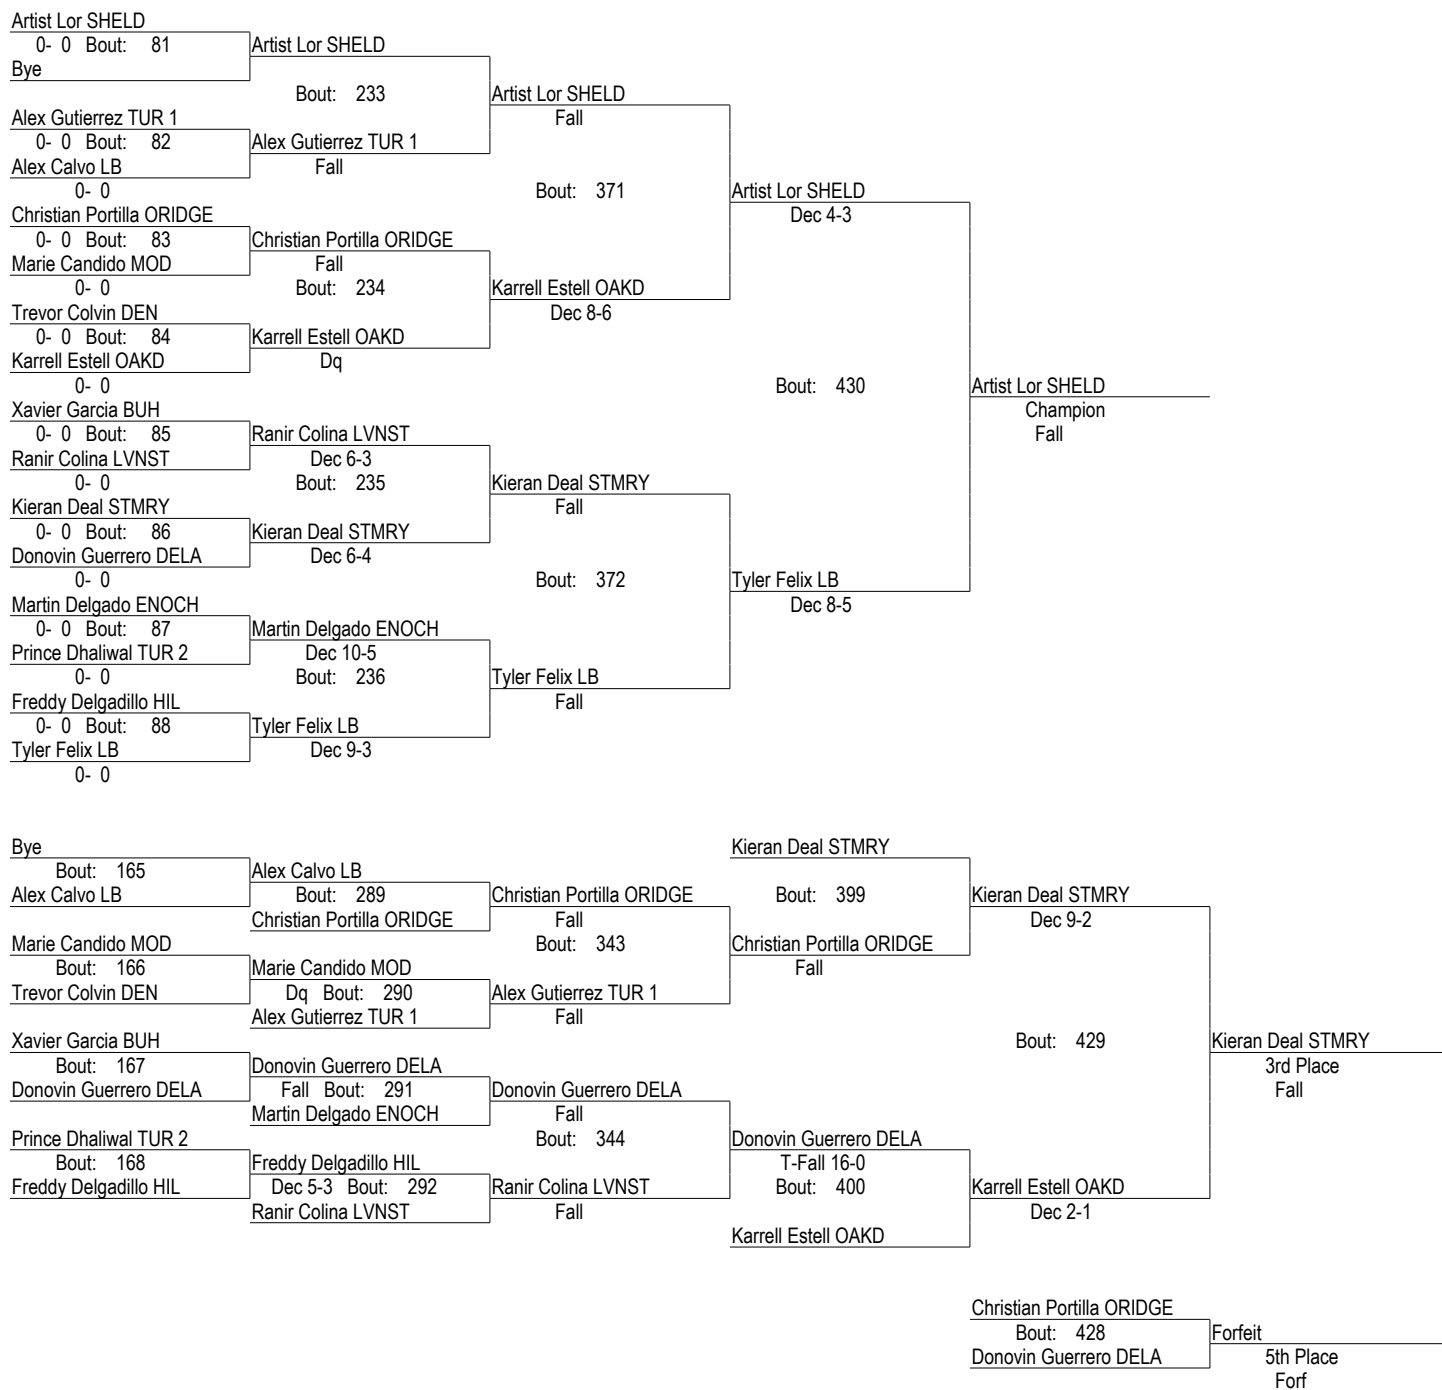 Artist Lor SHELD
0- 0 Bout: 81 Artist Lor SHELD
Bye
Bout: 233 Artist Lor SHELD
Alex Gutierrez TUR 1 Fall
0- 0 Bout: 82 Alex Gutierrez TUR 1
Alex Calvo LB Fall
0- 0 Bout: 371 Artist Lor SHELD
Christian Portilla ORIDGE Dec 4-3
0- 0 Bout: 83 Christian Portilla ORIDGE
Marie Candido MOD Fall
0- 0 Bout: 234 Karrell Estell OAKD
Trevor Colvin DEN Dec 8-6
0- 0 Bout: 84 Karrell Estell OAKD
Karrell Estell OAKD Dq
0- 0 Bout: 430 Artist Lor SHELD
Xavier Garcia BUH Champion
0- 0 Bout: 85 Ranir Colina LVNST Fall
Ranir Colina LVNST Dec 6-3
0- 0 Bout: 235 Kieran Deal STMRY
Kieran Deal STMRY Fall
0- 0 Bout: 86 Kieran Deal STMRY
Donovin Guerrero DELA Dec 6-4
0- 0 Bout: 372 Tyler Felix LB
Martin Delgado ENOCH Dec 8-5
0- 0 Bout: 87 Martin Delgado ENOCH
Prince Dhaliwal TUR 2 Dec 10-5
0- 0 Bout: 236 Tyler Felix LB
Freddy Delgadillo HIL Fall
0- 0 Bout: 88 Tyler Felix LB
Tyler Felix LB Dec 9-3
0- 0
Bye Kieran Deal STMRY
Bout: 165 Alex Calvo LB
Alex Calvo LB Bout: 289 Christian Portilla ORIDGE Bout: 399 Kieran Deal STMRY
Christian Portilla ORIDGE Fall Dec 9-2
Marie Candido MOD Bout: 343 Christian Portilla ORIDGE
Bout: 166 Marie Candido MOD Fall
Trevor Colvin DEN Dq Bout: 290 Alex Gutierrez TUR 1
Alex Gutierrez TUR 1 Fall
Xavier Garcia BUH Bout: 429 Kieran Deal STMRY
Bout: 167 Donovin Guerrero DELA 3rd Place
Donovin Guerrero DELA Fall Bout: 291 Donovin Guerrero DELA Fall
Martin Delgado ENOCH Fall
Prince Dhaliwal TUR 2 Bout: 344 Donovin Guerrero DELA
Bout: 168 Freddy Delgadillo HIL T-Fall 16-0
Freddy Delgadillo HIL Dec 5-3 Bout: 292 Ranir Colina LVNST Bout: 400 Karrell Estell OAKD
Ranir Colina LVNST Fall Dec 2-1
Karrell Estell OAKD
Christian Portilla ORIDGE
Bout: 428 Forfeit
Donovin Guerrero DELA 5th Place
Forf